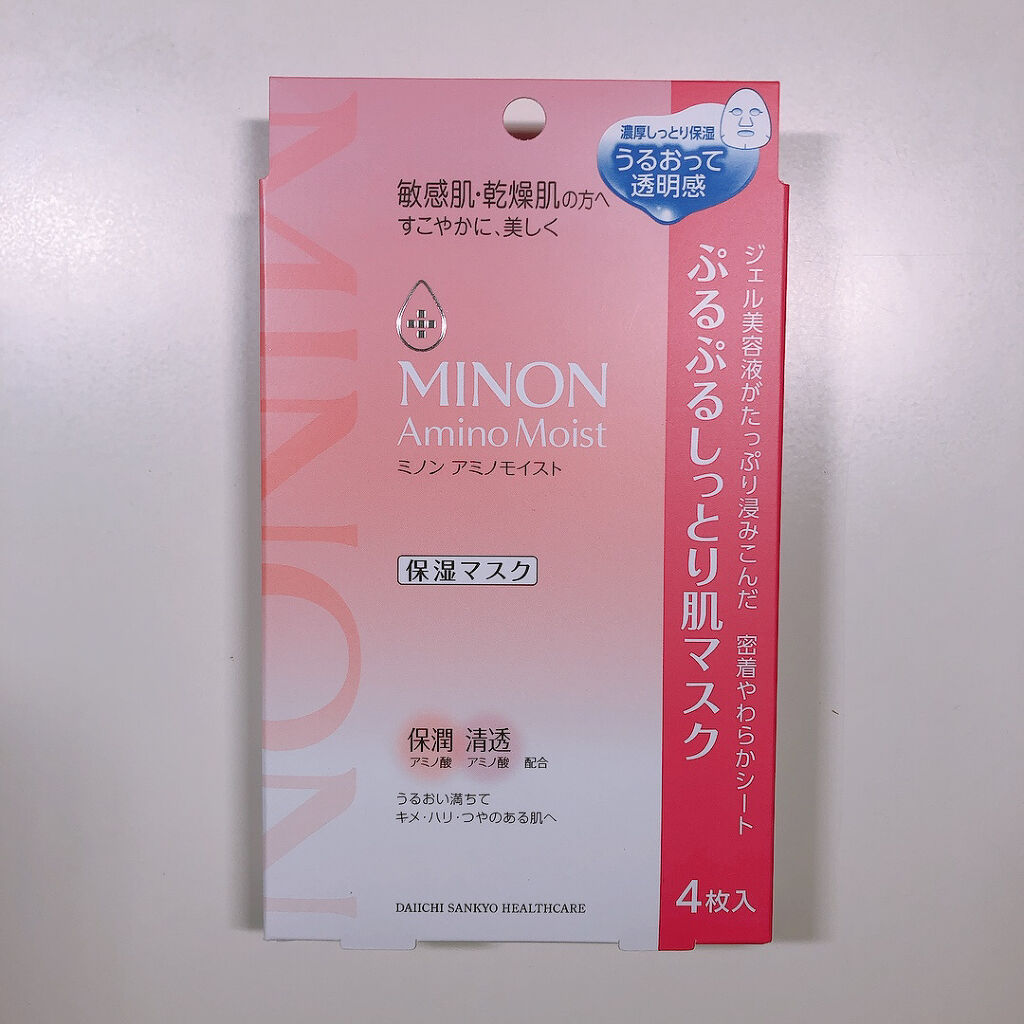 MINON
濃厚しっとり保湿
うるおって
透明感
敏感肌・乾燥肌の方へ
すこやかに、美しく
MINON
Amino Moist
ミノン アミノモイスト
保湿マスク
保潤 清透
アミノ酸 アミノ酸 配合
うるおい満ちて
キメ・ハリ・つやのある肌へ
DAIICHI SANKYO HEALTHCARE
ジェル美容液がたっぷり浸みこんだ 密着やわらかシート
ぷるぷるしっとり肌マスク
4枚入